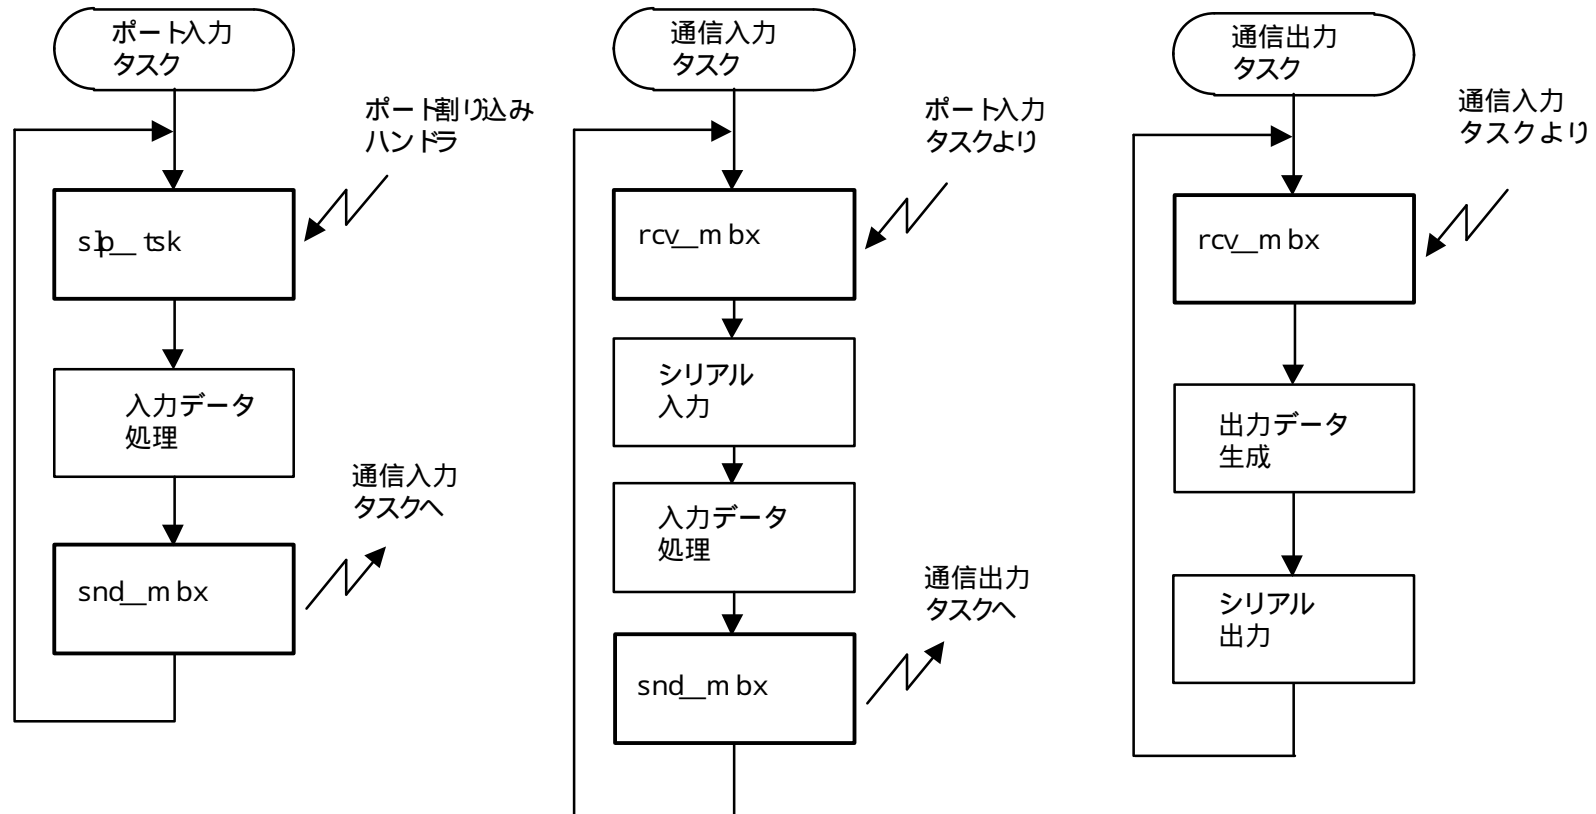 ポート入力
タスク
ポート割り込み
ハンドラ
slp_tsk
入力データ
処理
通信入力
タスクへ
snd_mbx
通信入力
タスク
ポート入力
タスクより
rcv_mbx
シリアル
入力
入力データ
処理
通信出力
タスクへ
snd_mbx
通信出力
タスク
通信入力
タスクより
rcv_mbx
出力データ
生成
シリアル
出力